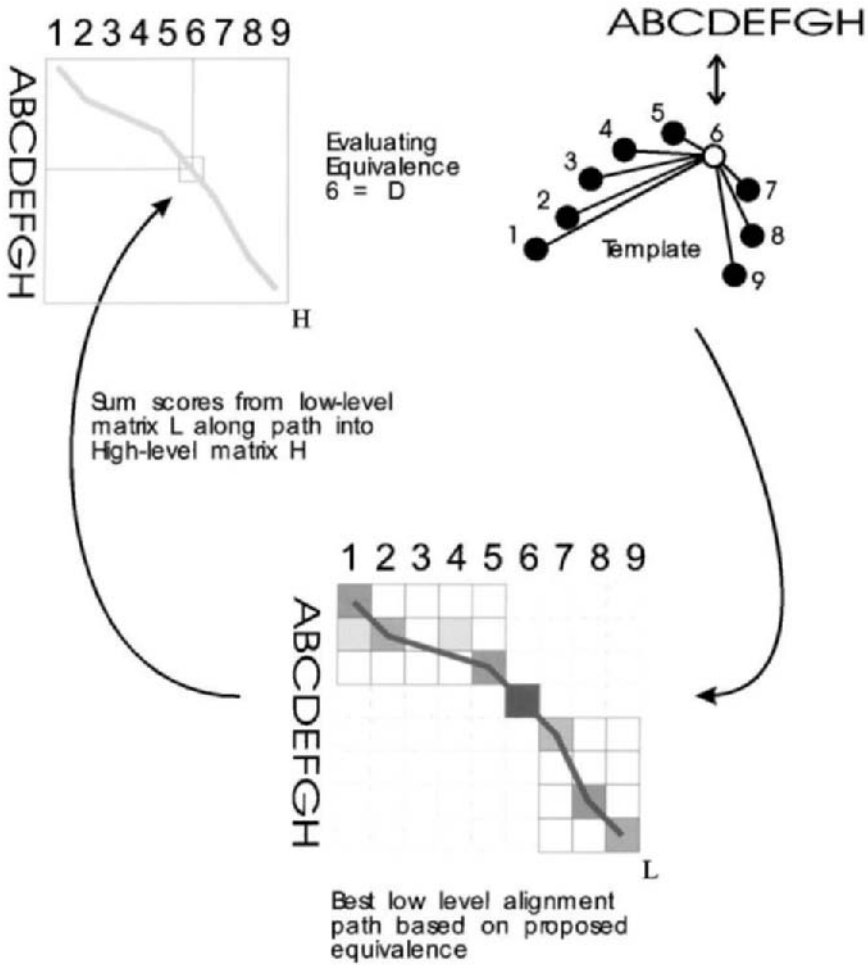 1 2 3 4 5 6 7 8 9
ABCDEFGH
H
Evaluating
Equivalence
6 = D
ABCDEFGH
1
2
3
4
5
6
7
8
9
Template
Sum scores from low-level
matrix L along path into
High-level matrix H
1 2 3 4 5 6 7 8 9
ABCDEFGH
L
Best low level alignment
path based on proposed
equivalence